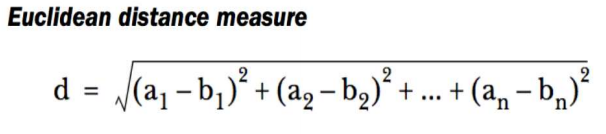 Euclidean distance measure
d = √(a₁ – b₁)² + (a₂ – b₂)² + ... + (aₙ – bₙ)²